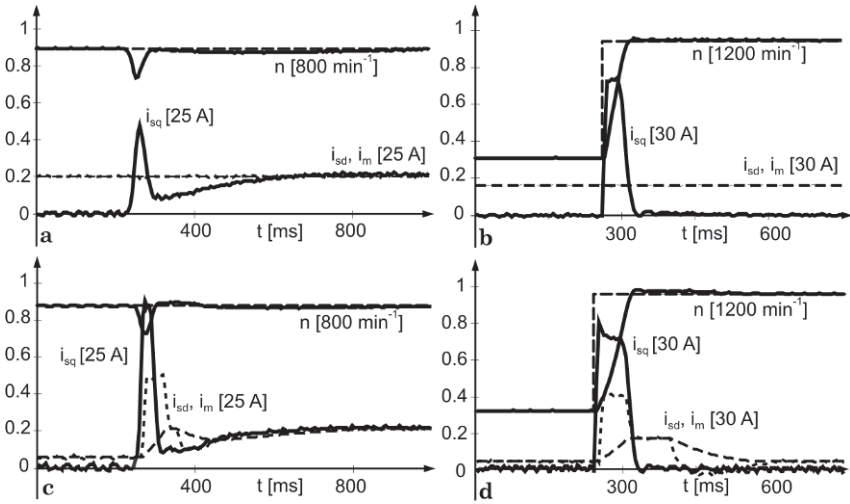 1
0.8
0.6
0.4
0.2
0
n [800 min⁻¹]
i_sq [25 A]
i_sd, i_m [25 A]
400
t [ms]
800
a
1
0.8
0.6
0.4
0.2
0
n [1200 min⁻¹]
i_sq [30 A]
i_sd, i_m [30 A]
300
t [ms]
600
b
1
0.8
0.6
0.4
0.2
0
n [800 min⁻¹]
i_sq [25 A]
i_sd, i_m [25 A]
400
t [ms]
800
c
1
0.8
0.6
0.4
0.2
0
n [1200 min⁻¹]
i_sq [30 A]
i_sd, i_m [30 A]
300
t [ms]
600
d